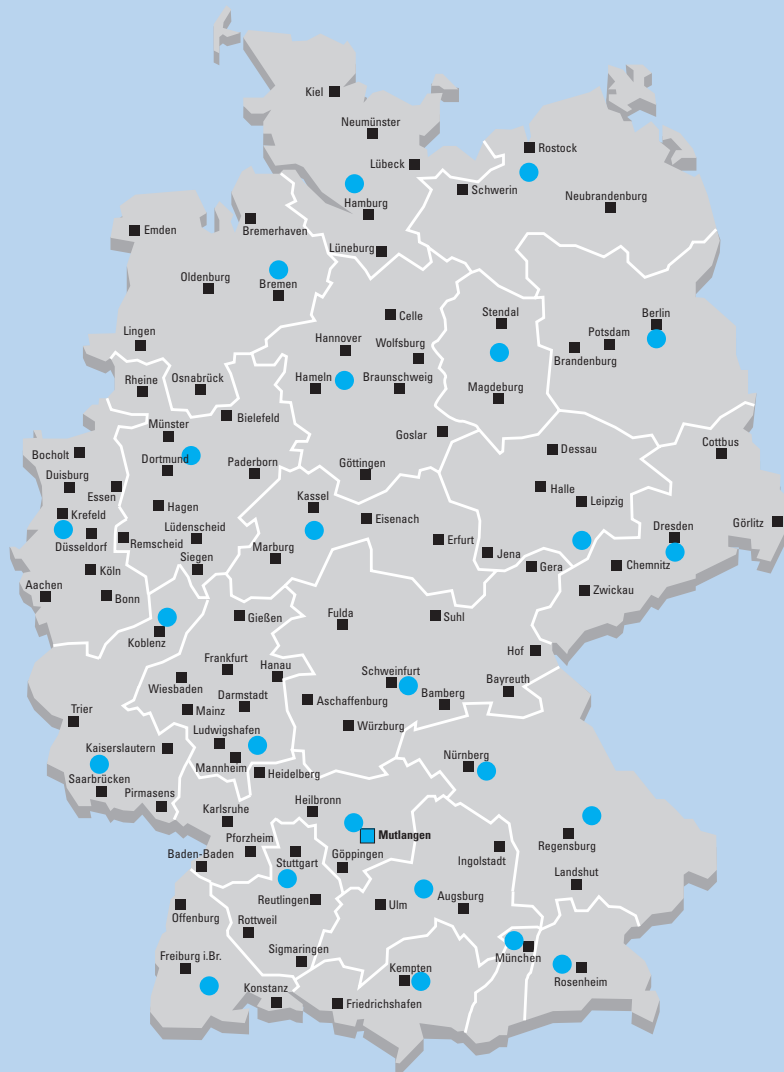 Kiel
Neumünster
Rostock
Lübeck
Schwerin
Neubrandenburg
Hamburg
Emden
Bremerhaven
Lüneburg
Oldenburg
Bremen
Celle
Stendal
Berlin
Lingen
Hannover
Wolfsburg
Potsdam
Brandenburg
Rheine
Osnabrück
Hameln
Braunschweig
Magdeburg
Bielefeld
Münster
Goslar
Dessau
Cottbus
Bocholt
Dortmund
Paderborn
Göttingen
Duisburg
Essen
Halle
Leipzig
Kassel
Krefeld
Hagen
Eisenach
Görlitz
Lüdenscheid
Dresden
Düsseldorf
Remscheid
Erfurt
Marburg
Siegen
Jena
Gera
Chemnitz
Köln
Aachen
Bonn
Zwickau
Gießen
Fulda
Suhl
Koblenz
Hof
Frankfurt
Hanau
Schweinfurt
Bayreuth
Wiesbaden
Darmstadt
Aschaffenburg
Bamberg
Trier
Mainz
Würzburg
Ludwigshafen
Kaiserslautern
Nürnberg
Mannheim
Heidelberg
Saarbrücken
Pirmasens
Heilbronn
Karlsruhe
Mutlangen
Pforzheim
Regensburg
Baden-Baden
Stuttgart
Göppingen
Ingolstadt
Landshut
Reutlingen
Ulm
Augsburg
Offenburg
Rottweil
Sigmaringen
Freiburg i.Br.
München
Kempten
Rosenheim
Konstanz
Friedrichshafen